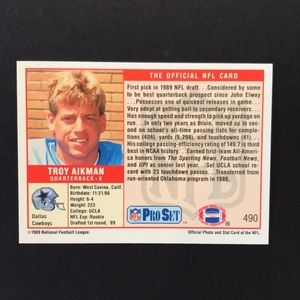 THE OFFICIAL NFL CARD
First pick in 1989 NFL draft...Considered by some
to be best quarterback prospect since John Elway
...Possesses one of quickest releases in game.
Very adept at getting ball to secondary receivers...
Has enough speed and strength to pick up yardage on
run...In only two years as Bruin, moved up to sec-
ond on school's all-time passing lists for comple-
tions (406), yards (5,298), and touchdowns (41)...
His college passing-efficiency rating of 149.7 is third
best in NCAA history...Earned first-team All-Amer-
ica honors from The Sporting News, Football News,
and UPI as senior last year...Set UCLA school rec-
ord with 23 touchdown passes...Transferred from
run-oriented Oklahoma program in 1986.
TROY AIKMAN
QUARTERBACK - 8
Born: West Covina, Calif.
Birthdate: 11/21/66
Height: 6-4
Weight: 223
College: UCLA
NFL Exp: Rookie
Drafted 1st round, '89
Dallas
Cowboys
NFL
PRO SET
490
©1989 National Football League.
Official Photo and Stat Card of the NFL.